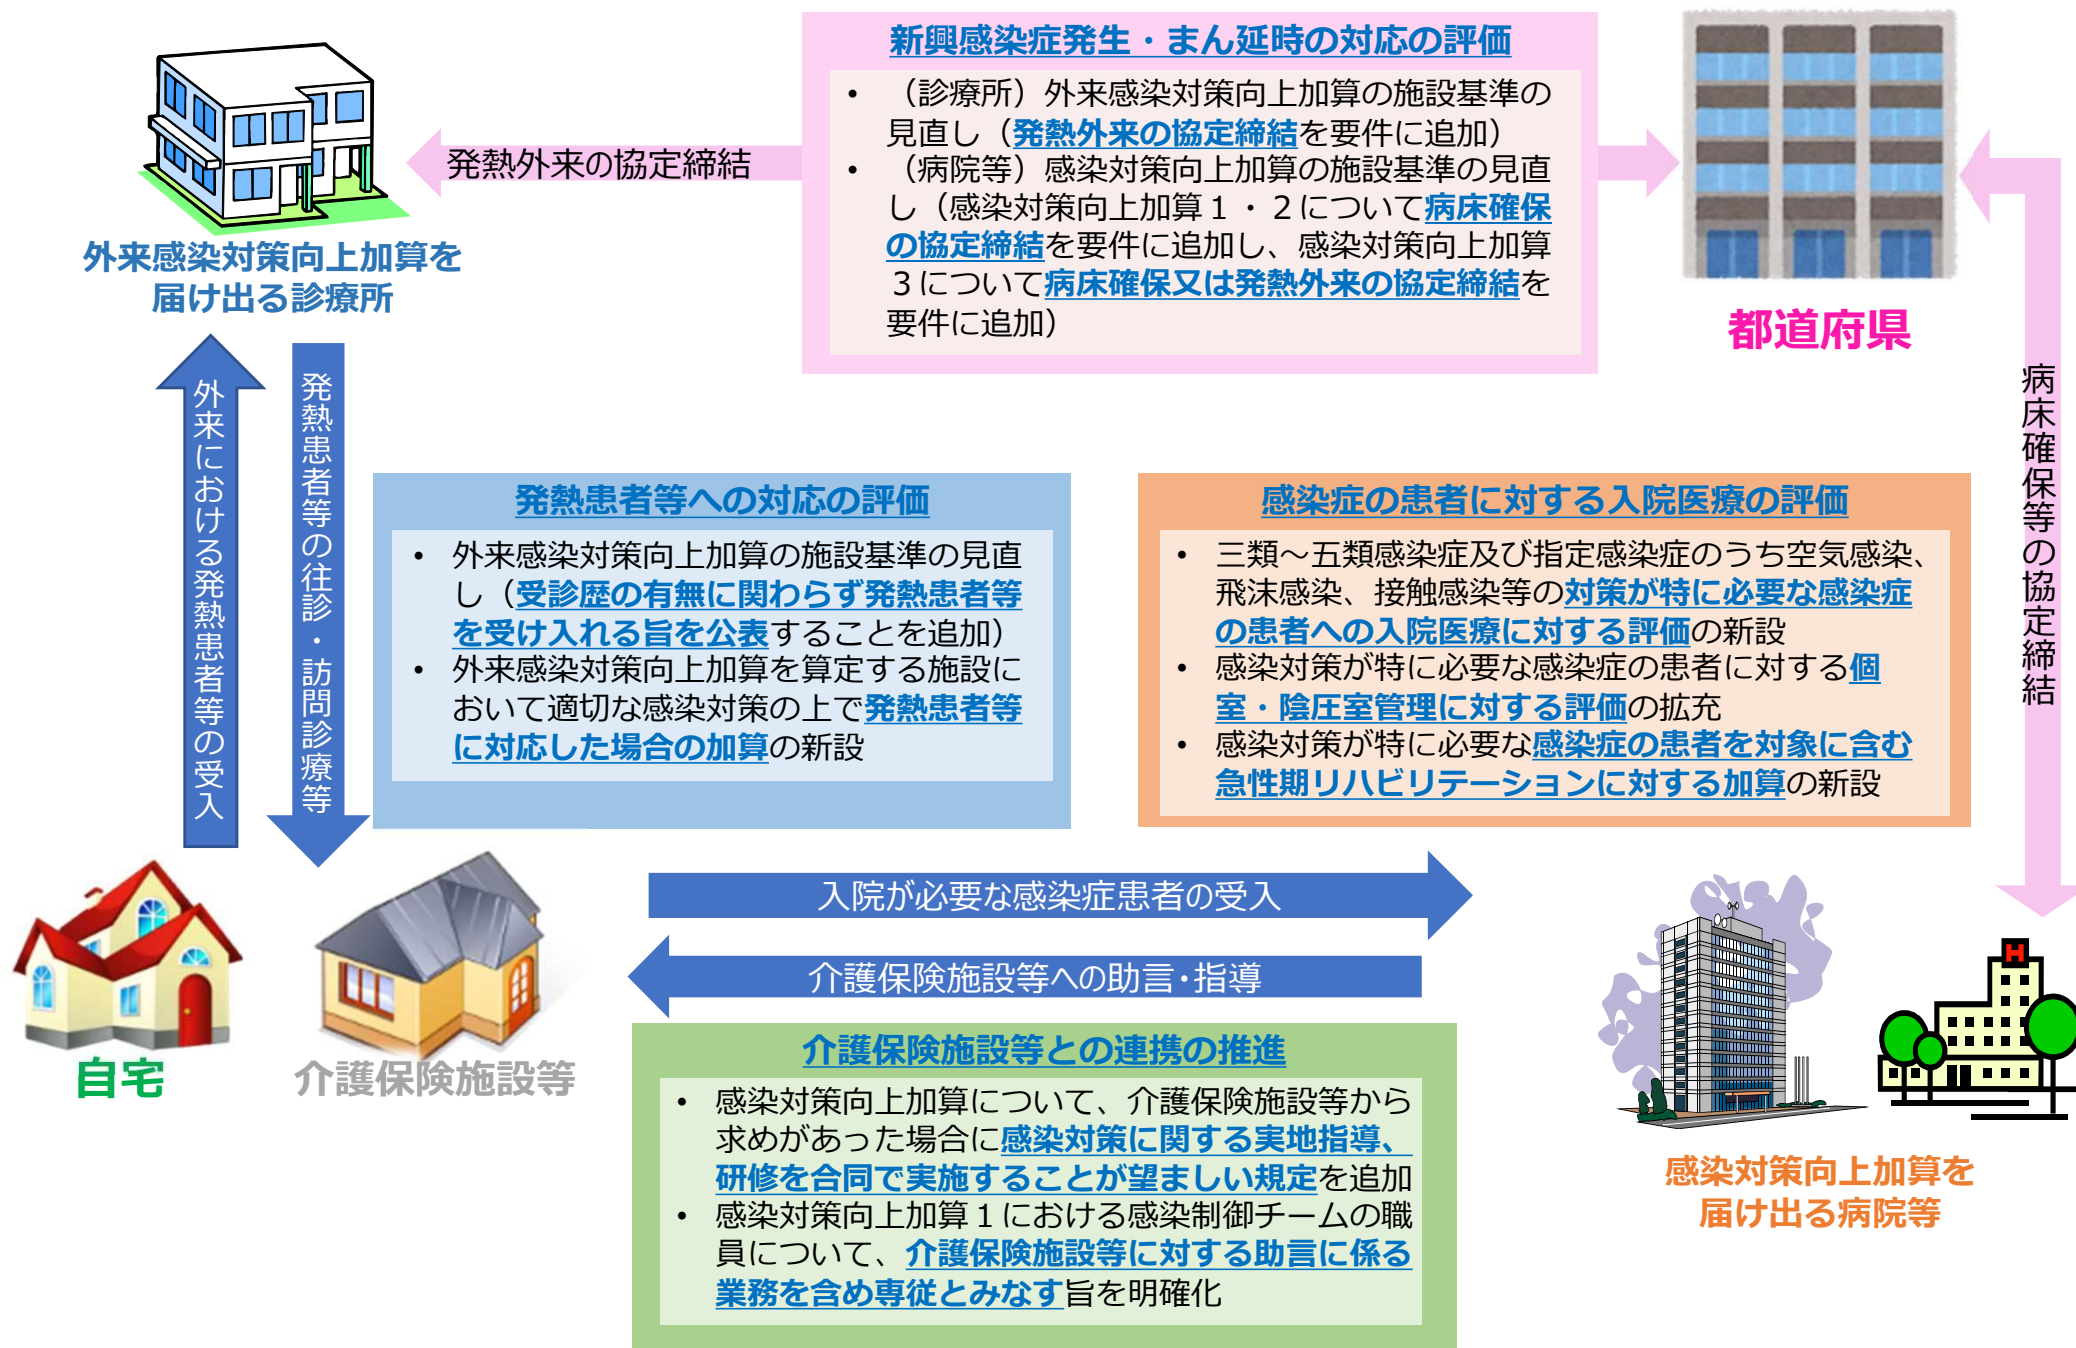 新興感染症発生・まん延時の対応の評価
• （診療所）外来感染対策向上加算の施設基準の
見直し（発熱外来の協定締結を要件に追加）
• （病院等）感染対策向上加算の施設基準の見直
し（感染対策向上加算１・２について病床確保
の協定締結を要件に追加し、感染対策向上加算
３について病床確保又は発熱外来の協定締結を
要件に追加）
発熱外来の協定締結
外来感染対策向上加算を
届け出る診療所
都道府県
病床確保等の協定締結
外来における発熱患者等の受入
発熱患者等の往診・訪問診療等
発熱患者等への対応の評価
• 外来感染対策向上加算の施設基準の見直
し（受診歴の有無に関わらず発熱患者等
を受け入れる旨を公表することを追加）
• 外来感染対策向上加算を算定する施設に
おいて適切な感染対策の上で発熱患者等
に対応した場合の加算の新設
感染症の患者に対する入院医療の評価
• 三類～五類感染症及び指定感染症のうち空気感染、
飛沫感染、接触感染等の対策が特に必要な感染症
の患者への入院医療に対する評価の新設
• 感染対策が特に必要な感染症の患者に対する個
室・陰圧室管理に対する評価の拡充
• 感染対策が特に必要な感染症の患者を対象に含む
急性期リハビリテーションに対する加算の新設
入院が必要な感染症患者の受入
介護保険施設等への助言・指導
自宅
介護保険施設等
介護保険施設等との連携の推進
• 感染対策向上加算について、介護保険施設等から
求めがあった場合に感染対策に関する実地指導、
研修を合同で実施することが望ましい規定を追加
• 感染対策向上加算１における感染制御チームの職
員について、介護保険施設等に対する助言に係る
業務を含め専従とみなす旨を明確化
H
感染対策向上加算を
届け出る病院等